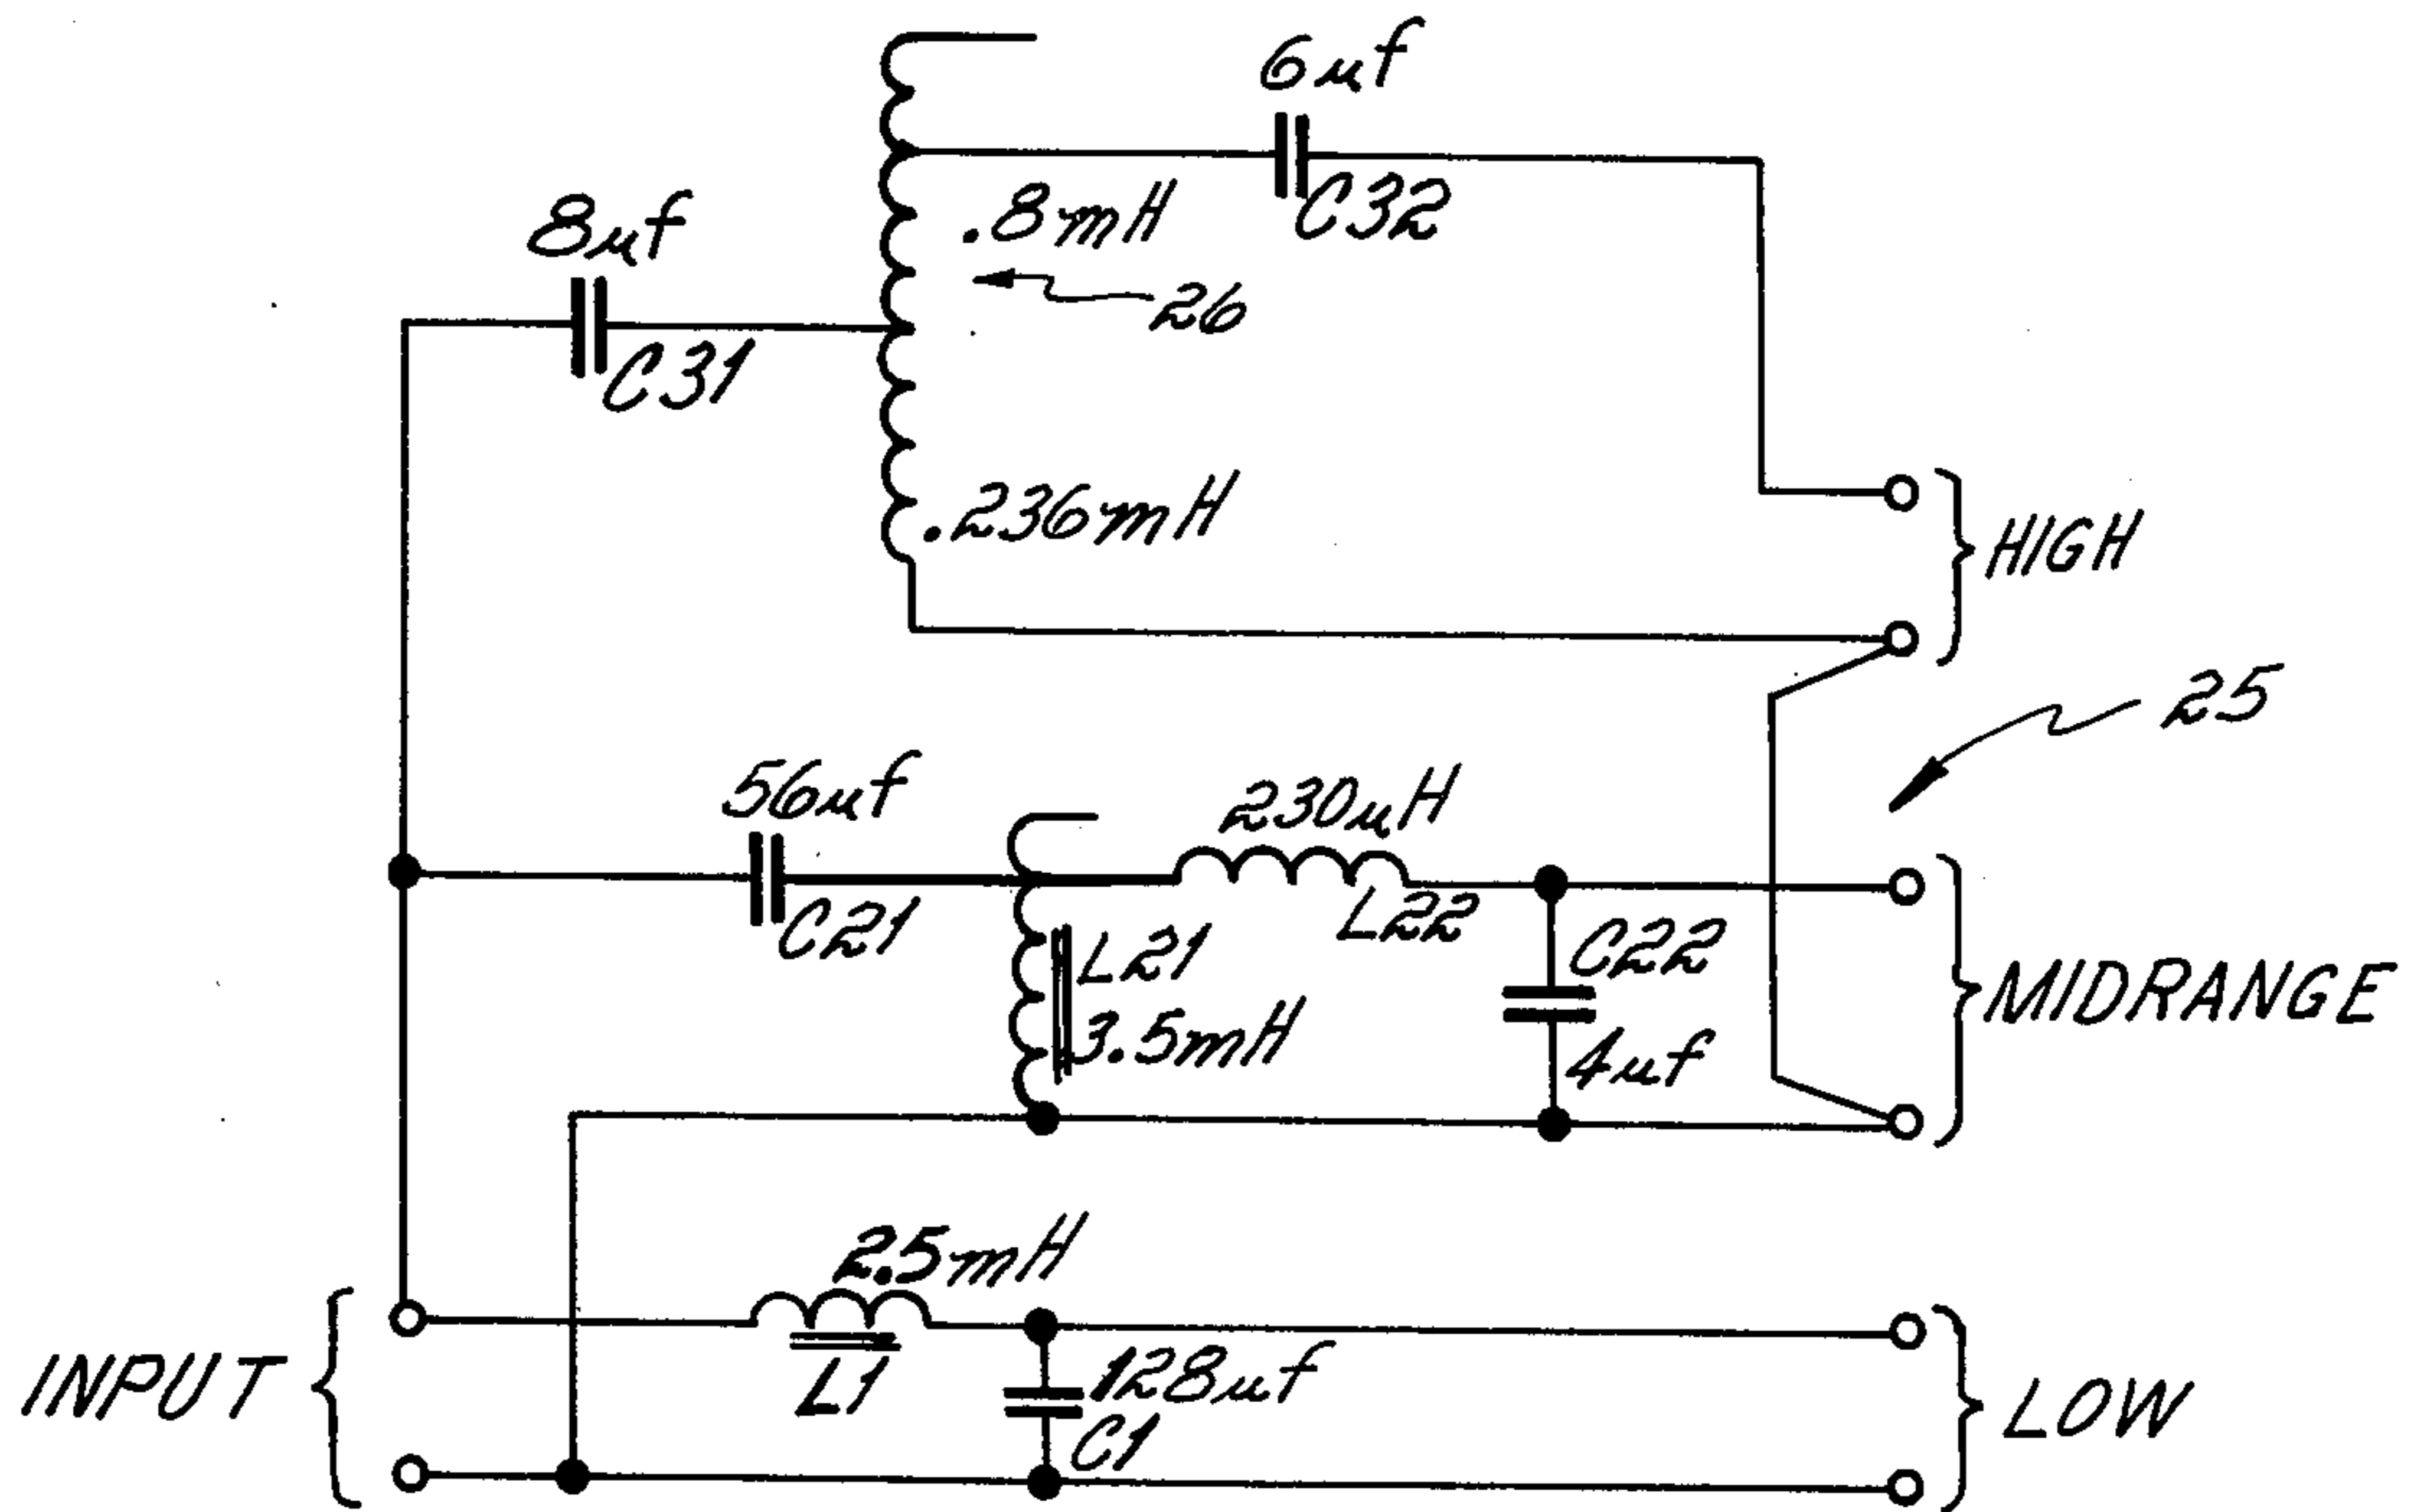 6µf
C32
.8mH
26
8µf
C31
.236mH
HIGH
25
56µf
C21
230µH
L22
L21
3.5mH
C22
4µf
MIDRANGE
2.5mH
L1
128µf
C1
INPUT
LOW